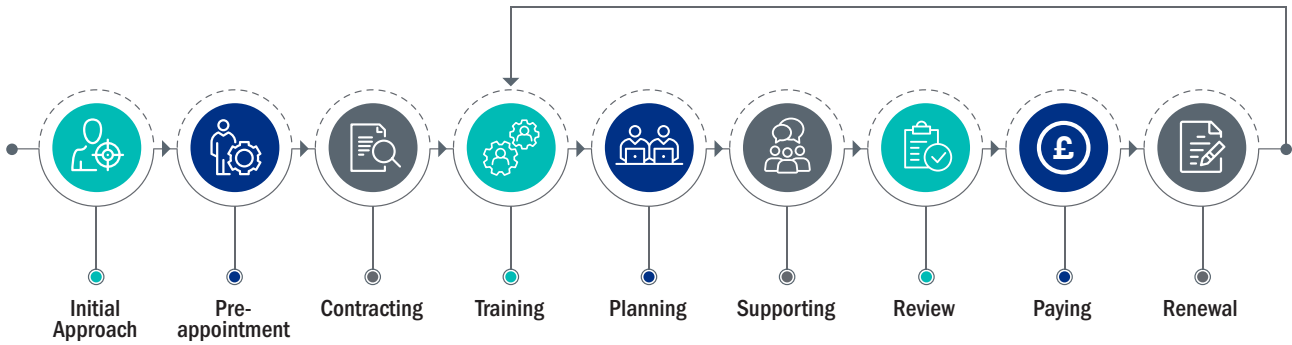 £
Initial
Approach
Pre-
appointment
Contracting
Training
Planning
Supporting
Review
Paying
Renewal